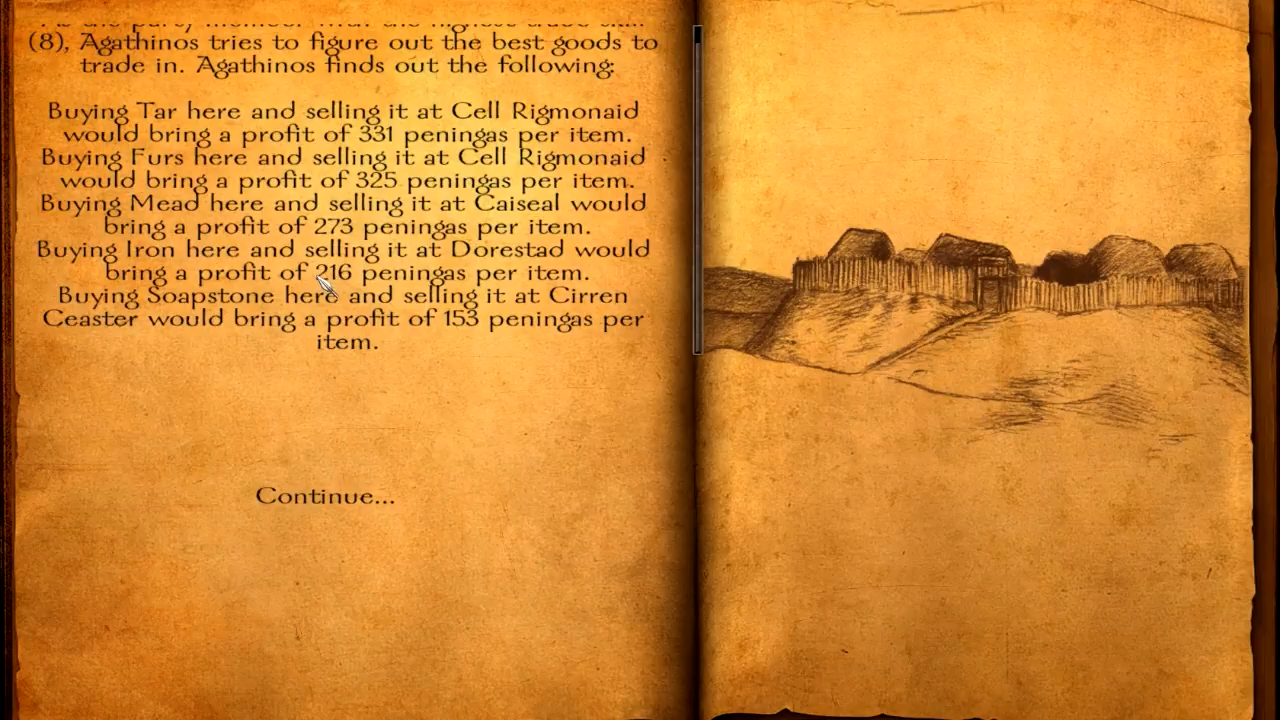 (8), Agathinos tries to figure out the best goods to
trade in. Agathinos finds out the following:
Buying Tar here and selling it at Cell Rigmonaid
would bring a profit of 331 peningas per item.
Buying Furs here and selling it at Cell Rigmonaid
would bring a profit of 325 peningas per item.
Buying Mead here and selling it at Caiseal would
bring a profit of 273 peningas per item.
Buying Iron here and selling it at Dorestad would
bring a profit of 216 peningas per item.
Buying Soapstone here and selling it at Cirren
Ceaster would bring a profit of 153 peningas per
item.
Continue...